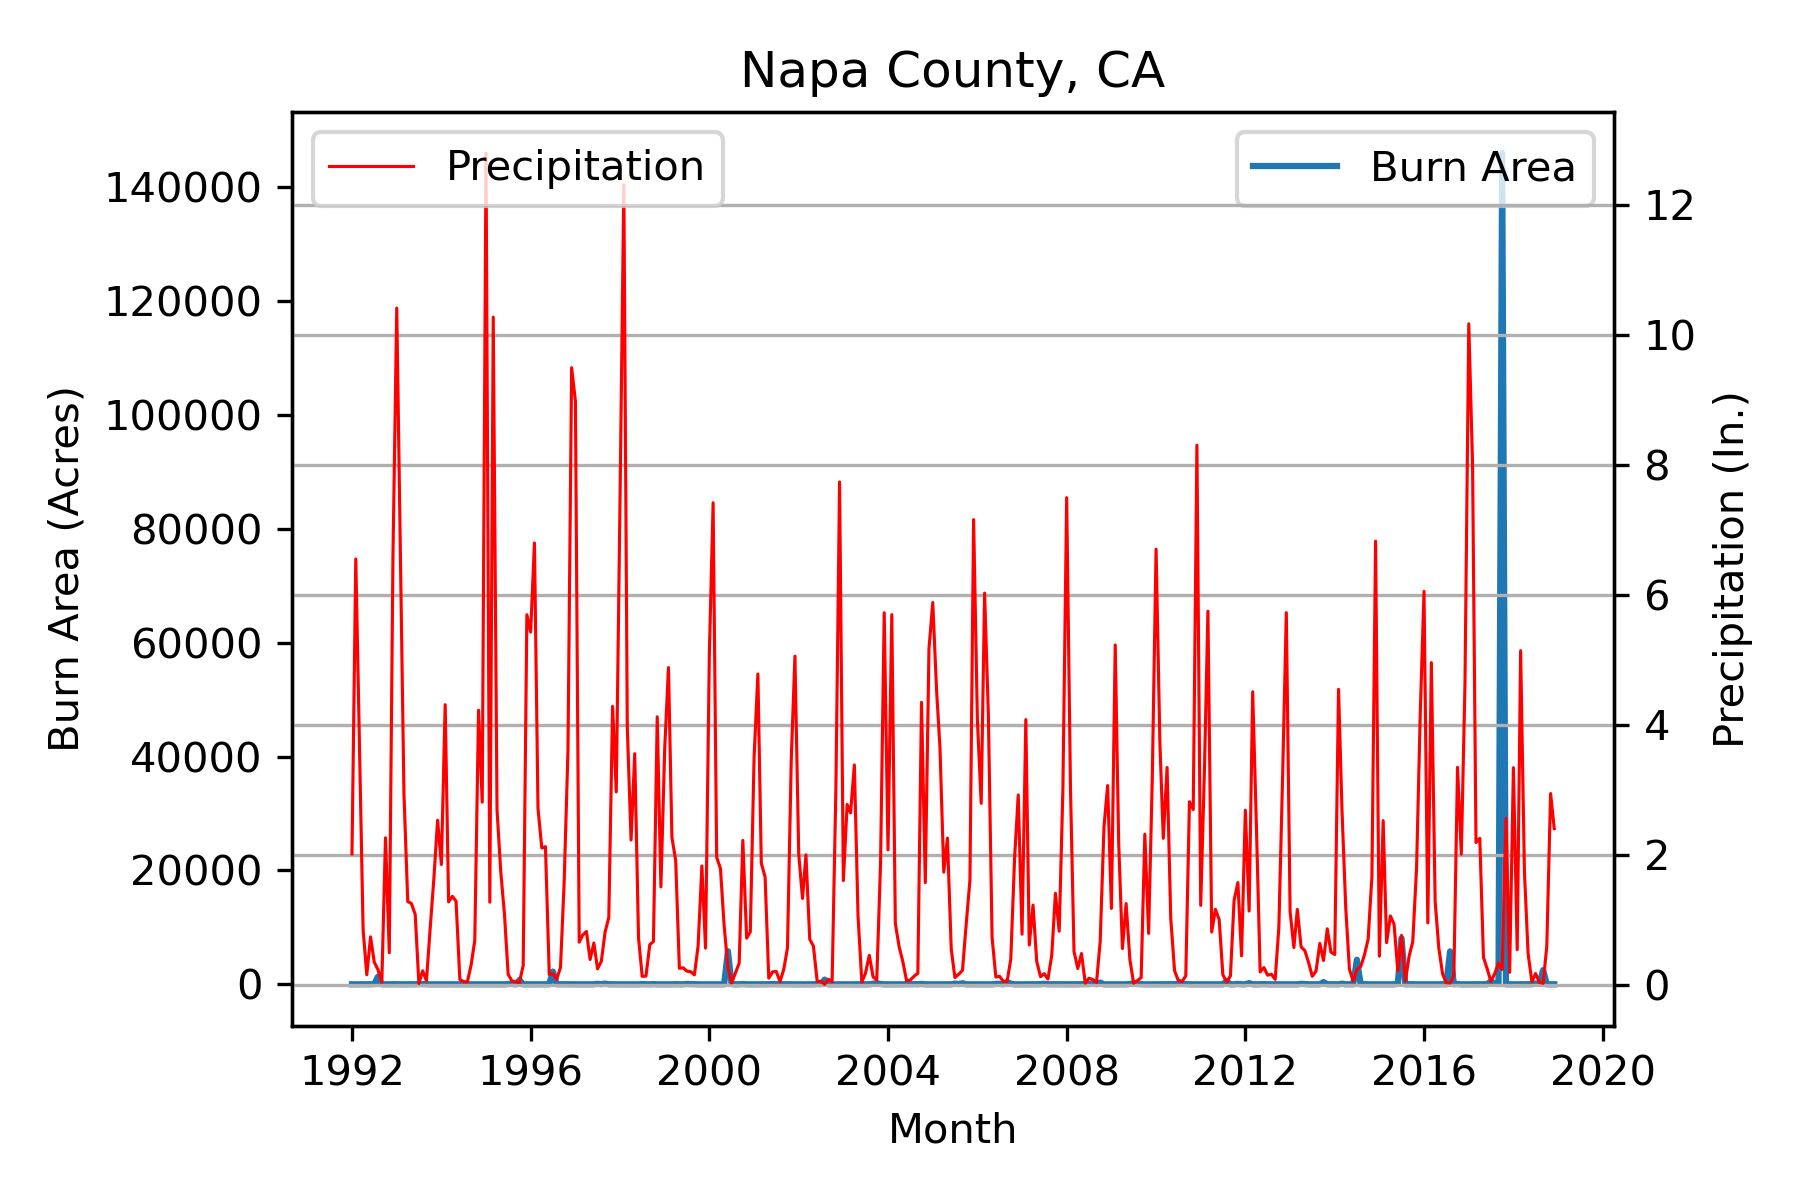 Napa County, CA
Precipitation
Burn Area
140000
120000
100000
80000
60000
40000
20000
0
Burn Area (Acres)
12
10
8
6
4
2
0
Precipitation (In.)
1992 1996 2000 2004 2008 2012 2016 2020
Month